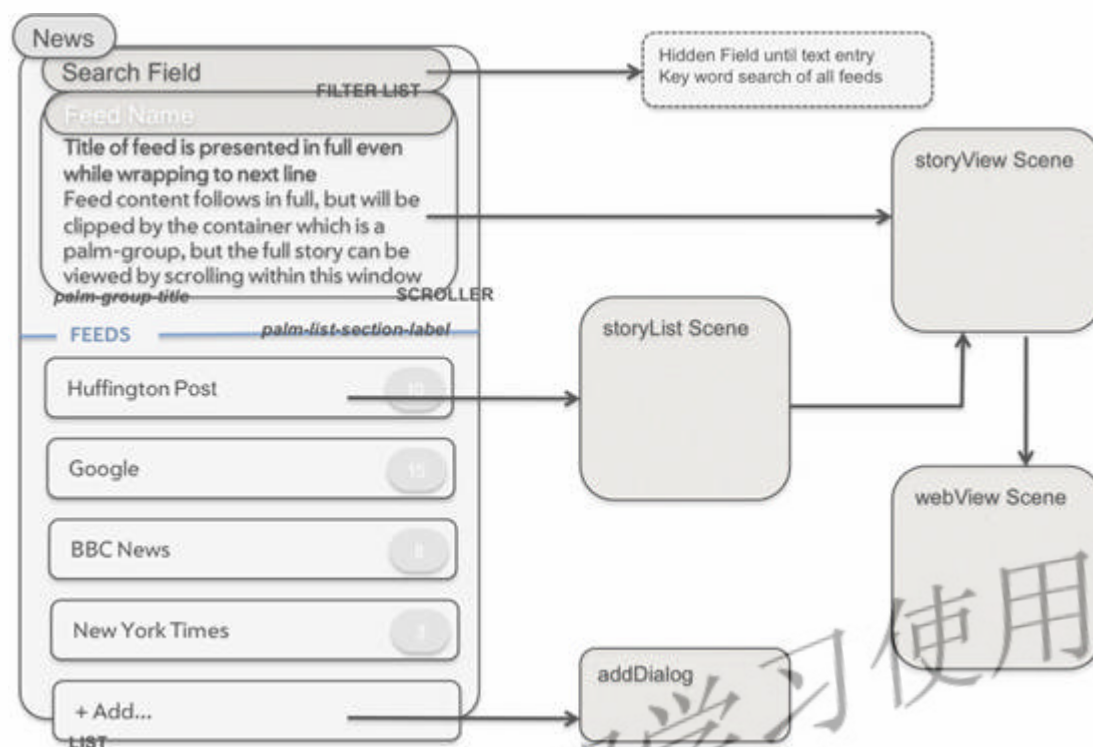 News
Search Field
FILTER LIST
Hidden Field until text entry
Key word search of all feeds
Feed Name
Title of feed is presented in full even
while wrapping to next line
Feed content follows in full, but will be
clipped by the container which is a
palm-group, but the full story can be
viewed by scrolling within this window
palm-group-title
SCROLLER
storyView Scene
FEEDS
palm-list-section-label
storyList Scene
Huffington Post
Google
15
BBC News
8
New York Times
3
webView Scene
+ Add...
LIST
addDialog
学习使用